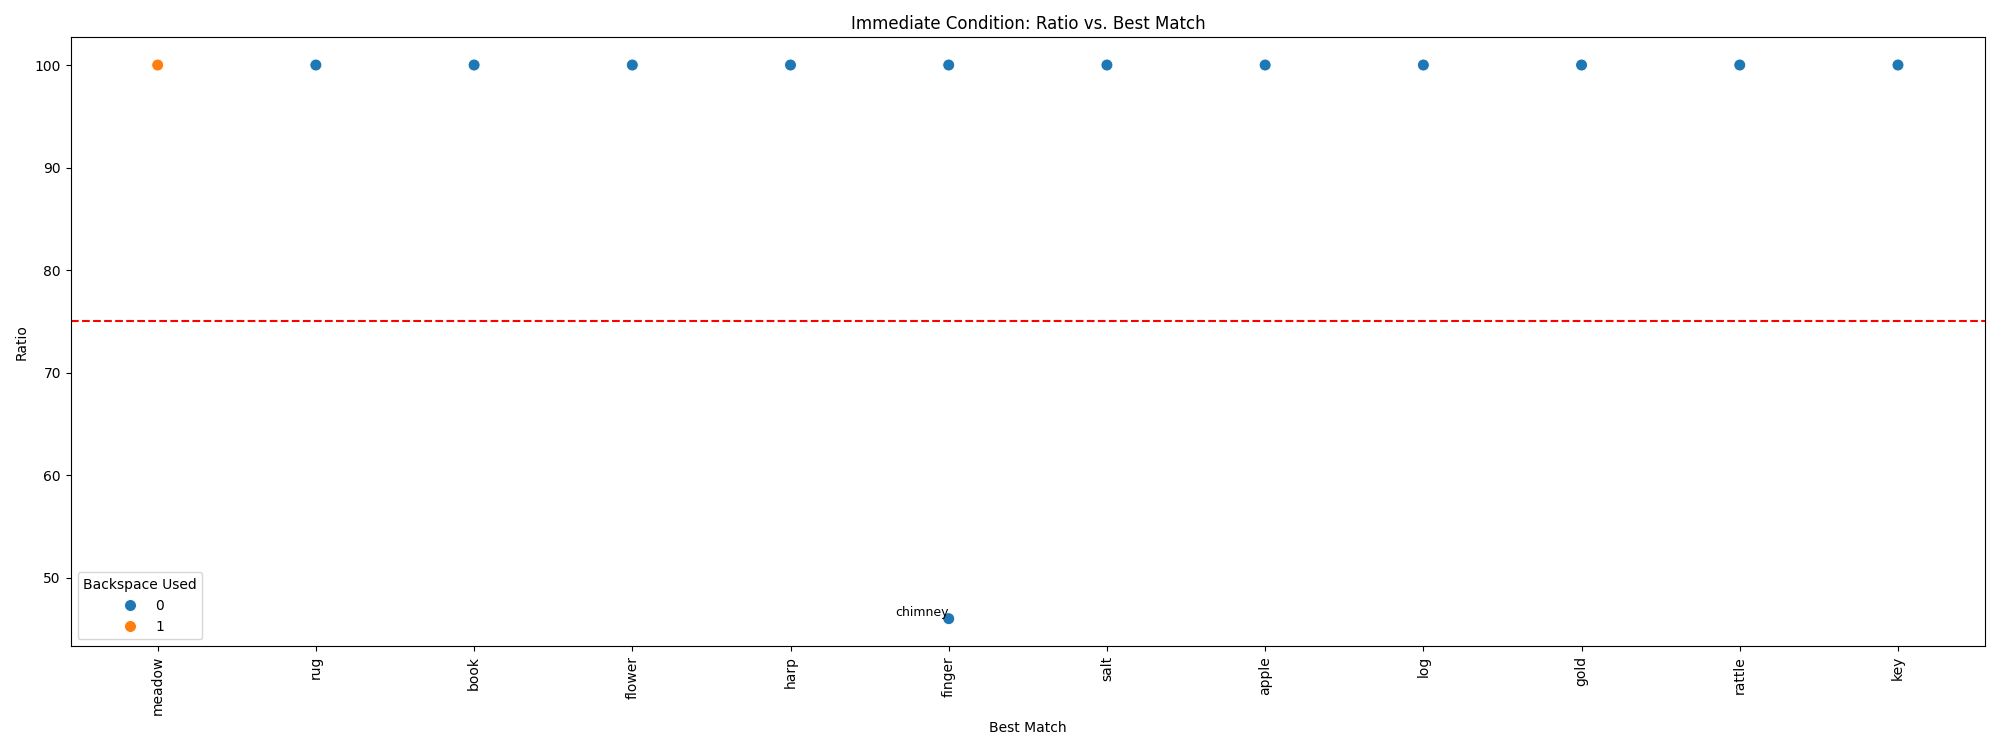 Immediate Condition: Ratio vs. Best Match
Ratio
100
90
80
70
60
50
chimney
Backspace Used
0
1
meadow
rug
book
flower
harp
finger
salt
apple
log
gold
rattle
key
Best Match